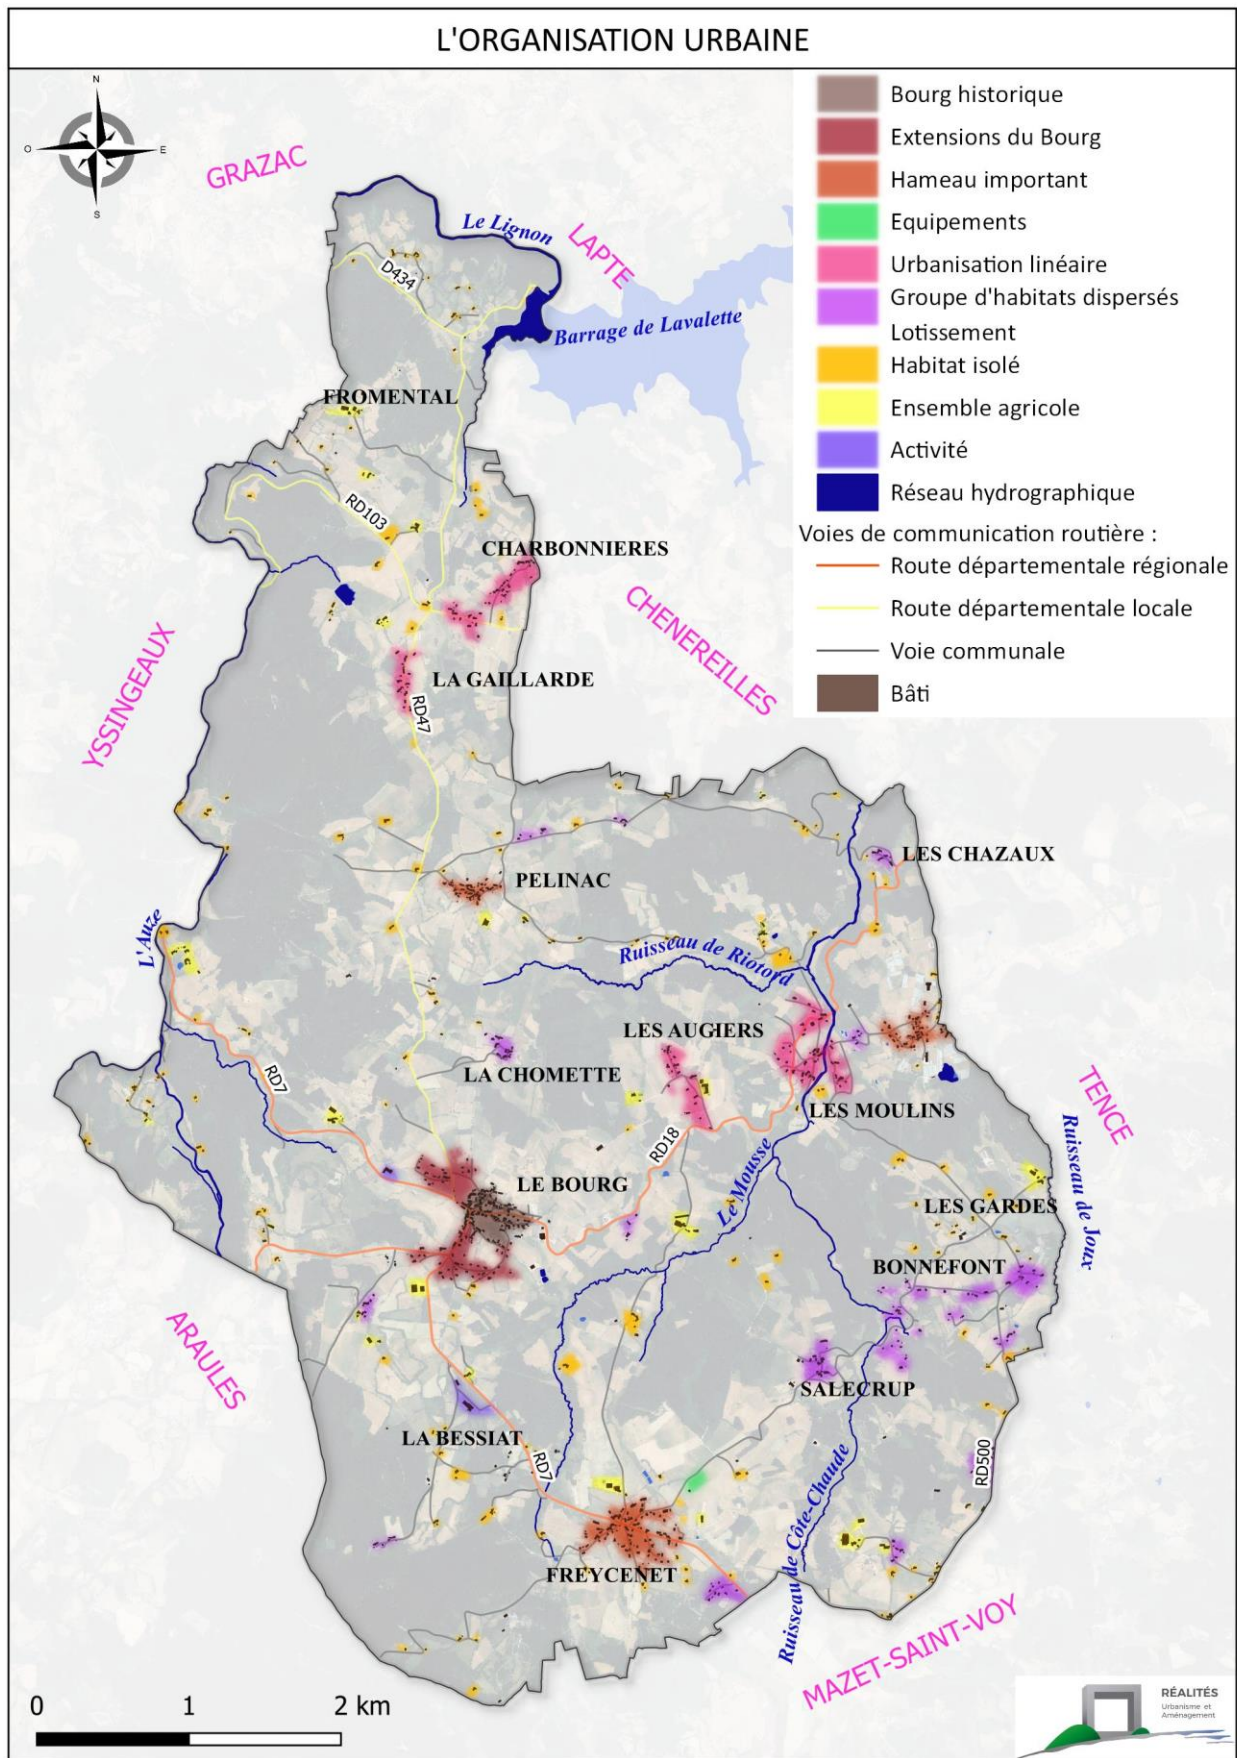 L'ORGANISATION URBAINE
N
O
E
S
Bourg historique
Extensions du Bourg
Hameau important
Equipements
Urbanisation linéaire
Groupe d'habitats dispersés
Lotissement
Habitat isolé
Ensemble agricole
Activité
Réseau hydrographique
Voies de communication routière :
Route départementale régionale
Route départementale locale
Voie communale
Bâti
GRAZAC
Le Lignon
LAPTE
D434
Barrage de Lavalette
FROMENTAL
RD103
CHARBONNIERES
CHENEREILLES
YSSINGEAUX
LA GAILLARDE
RD47
LES CHAZAUX
PELINAC
L'Auze
Ruisseau de Riotord
LES AUGIERS
LA CHOMETTE
RD7
LES MOULINS
TENCE
RD18
Ruisseau de Joux
LE BOURG
Le Mousse
LES GARDES
BONNEFONT
ARAULES
SALECRUP
LA BESSIAT
RD7
RD500
Ruisseau de Côte-Chaude
FREYCENET
MAZET-SAINT-VOY
0 1 2 km
RÉALITÉS
Urbanisme et
Aménagement